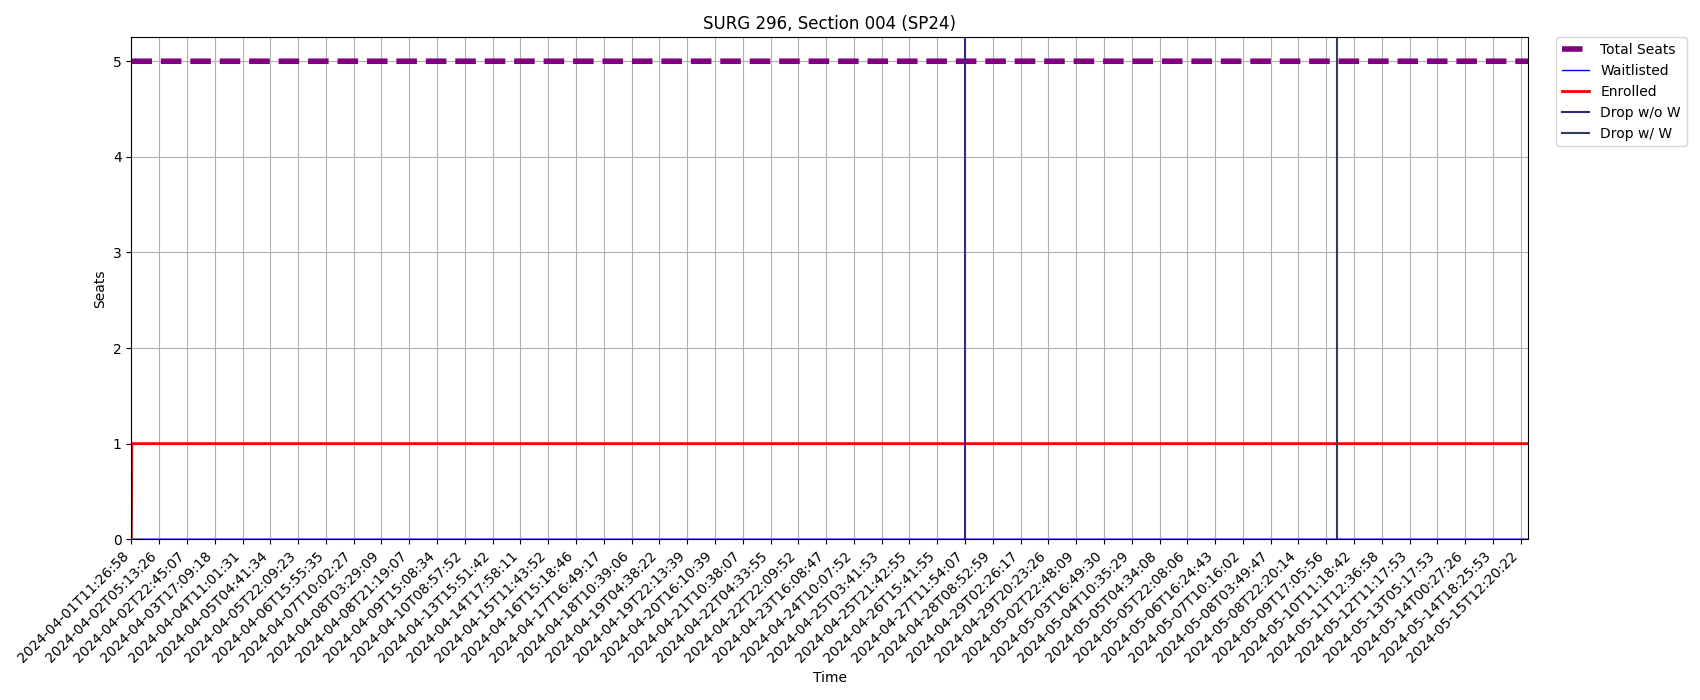 SURG 296, Section 004 (SP24)
Total Seats
Waitlisted
Enrolled
Drop w/o W
Drop w/ W
5
4
3
2
1
0
Seats
2024-04-01T11:26:58
2024-04-02T05:13:26
2024-04-02T22:45:07
2024-04-03T17:09:18
2024-04-04T11:01:31
2024-04-05T04:41:34
2024-04-05T22:09:23
2024-04-06T15:55:35
2024-04-07T10:02:27
2024-04-08T03:29:09
2024-04-08T21:19:07
2024-04-09T15:08:34
2024-04-10T08:57:52
2024-04-13T15:51:42
2024-04-14T17:58:11
2024-04-15T11:43:52
2024-04-16T15:18:46
2024-04-17T16:49:17
2024-04-18T10:39:06
2024-04-19T04:38:22
2024-04-19T22:13:39
2024-04-20T16:10:39
2024-04-21T10:38:07
2024-04-22T04:33:55
2024-04-22T22:09:52
2024-04-23T16:08:47
2024-04-24T10:07:52
2024-04-25T03:41:53
2024-04-25T21:42:55
2024-04-26T15:41:55
2024-04-27T11:54:07
2024-04-28T08:52:59
2024-04-29T02:26:17
2024-04-29T20:23:26
2024-05-02T22:48:09
2024-05-03T16:49:30
2024-05-04T10:35:29
2024-05-05T04:34:08
2024-05-05T22:08:06
2024-05-06T16:24:43
2024-05-07T10:16:02
2024-05-08T03:49:47
2024-05-08T22:20:14
2024-05-09T17:05:56
2024-05-10T11:18:42
2024-05-11T12:36:58
2024-05-12T11:17:53
2024-05-13T05:17:53
2024-05-14T00:27:26
2024-05-14T18:25:53
2024-05-15T12:20:22
Time